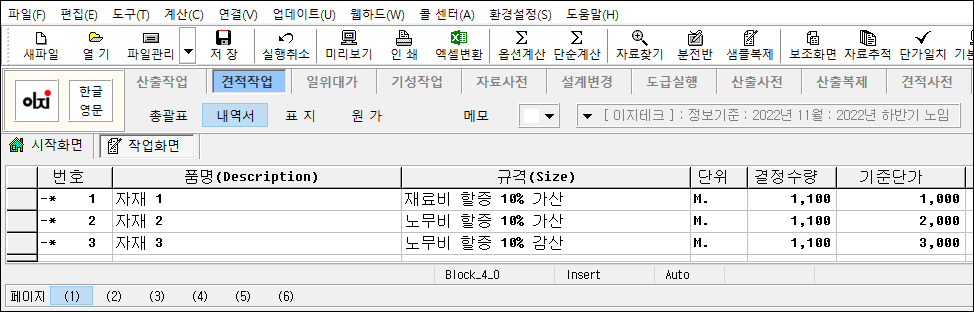 파일(F) 편집(E) 도구(T) 계산(C) 연결(V) 업데이트(U) 웹하드(W) 콜 센터(A) 환경설정(S) 도움말(H)
새파일 열 기 파일관리 저 장 실행취소 미리보기 인 쇄 엑셀변환 옵션계산 단순계산 자료찾기 분전반 샘플복제 보조화면 자료추적 단가일치 기본
산출작업 견적작업 일위대가 기성작업 자료사전 설계변경 도급실행 산출사전 산출복제 견적사전
한글
영문
총괄표 내역서 표 지 원 가 메모 [ 이지테크 ] : 정보기준 : 2022년 11월 : 2022년 하반기 노임
시작화면 작업화면
번호 품명(Description) 규격(Size) 단위 결정수량 기준단가
-* 1 자재 1 재료비 할증 10% 가산 M. 1,100 1,000
-* 2 자재 2 노무비 할증 10% 가산 M. 1,100 2,000
-* 3 자재 3 노무비 할증 10% 감산 M. 1,100 3,000
Block_4_0 Insert Auto
페이지 (1) (2) (3) (4) (5) (6)